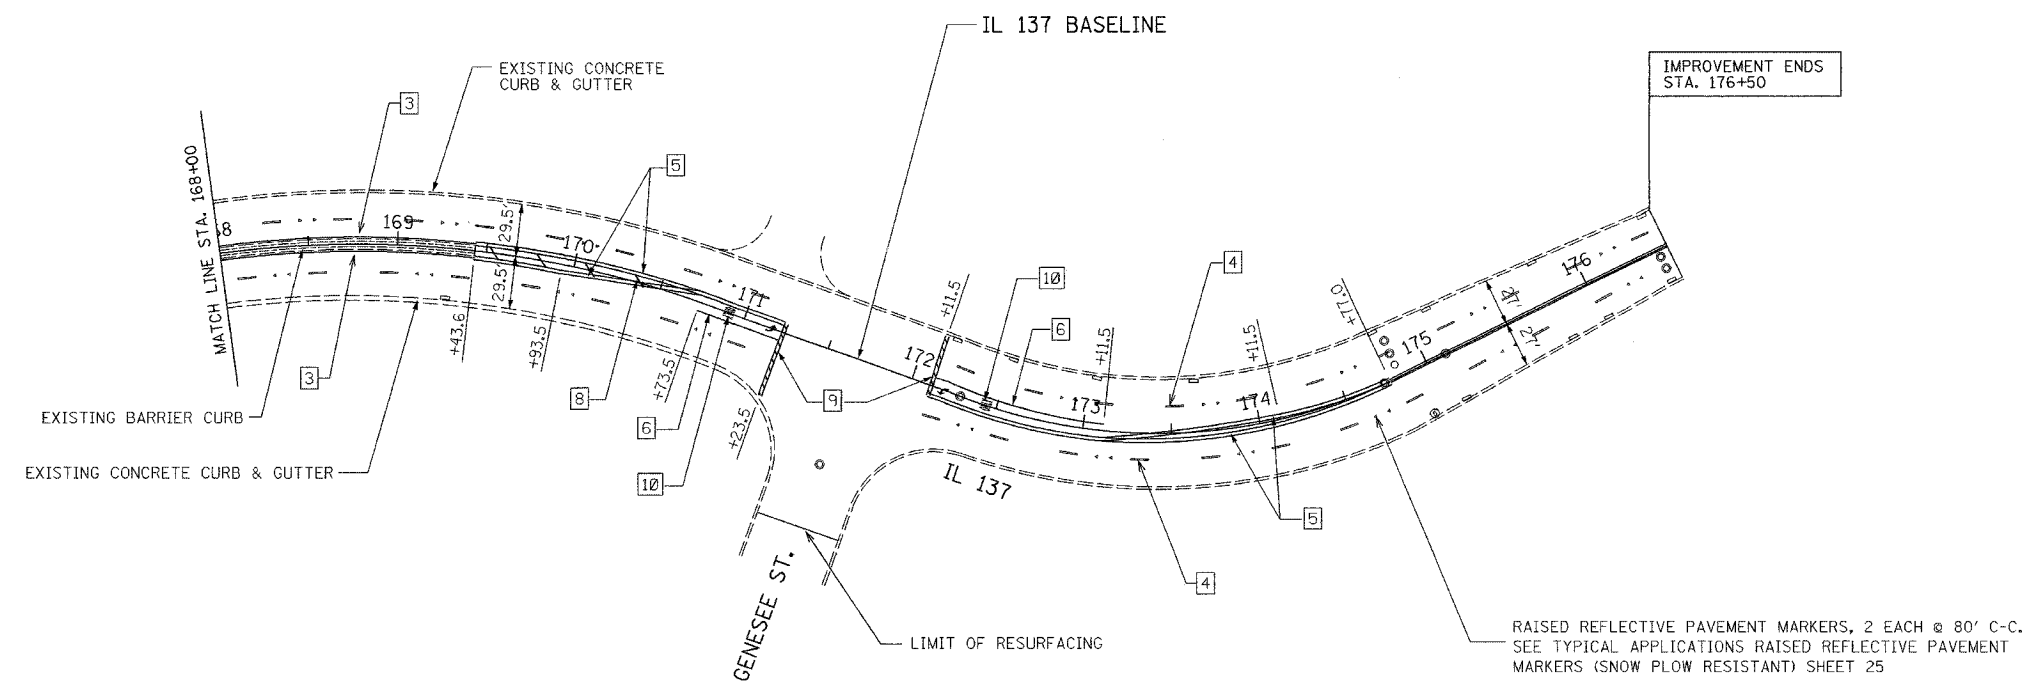 IL 137 BASELINE
EXISTING CONCRETE
CURB & GUTTER
IMPROVEMENT ENDS
STA. 176+50
3
5
MATCH LINE STA. 168+00
68
169
170
171
172
173
174
175
176
29.5'
29.5'
+43.6
+93.5
+73.5
+23.5
+11.5
+11.5
+11.5
+77.0
27'
27'
10
6
4
3
8
9
6
10
EXISTING BARRIER CURB
EXISTING CONCRETE CURB & GUTTER
IL 137
5
4
GENESEE ST.
LIMIT OF RESURFACING
RAISED REFLECTIVE PAVEMENT MARKERS, 2 EACH @ 80' C-C.
SEE TYPICAL APPLICATIONS RAISED REFLECTIVE PAVEMENT
MARKERS (SNOW PLOW RESISTANT) SHEET 25